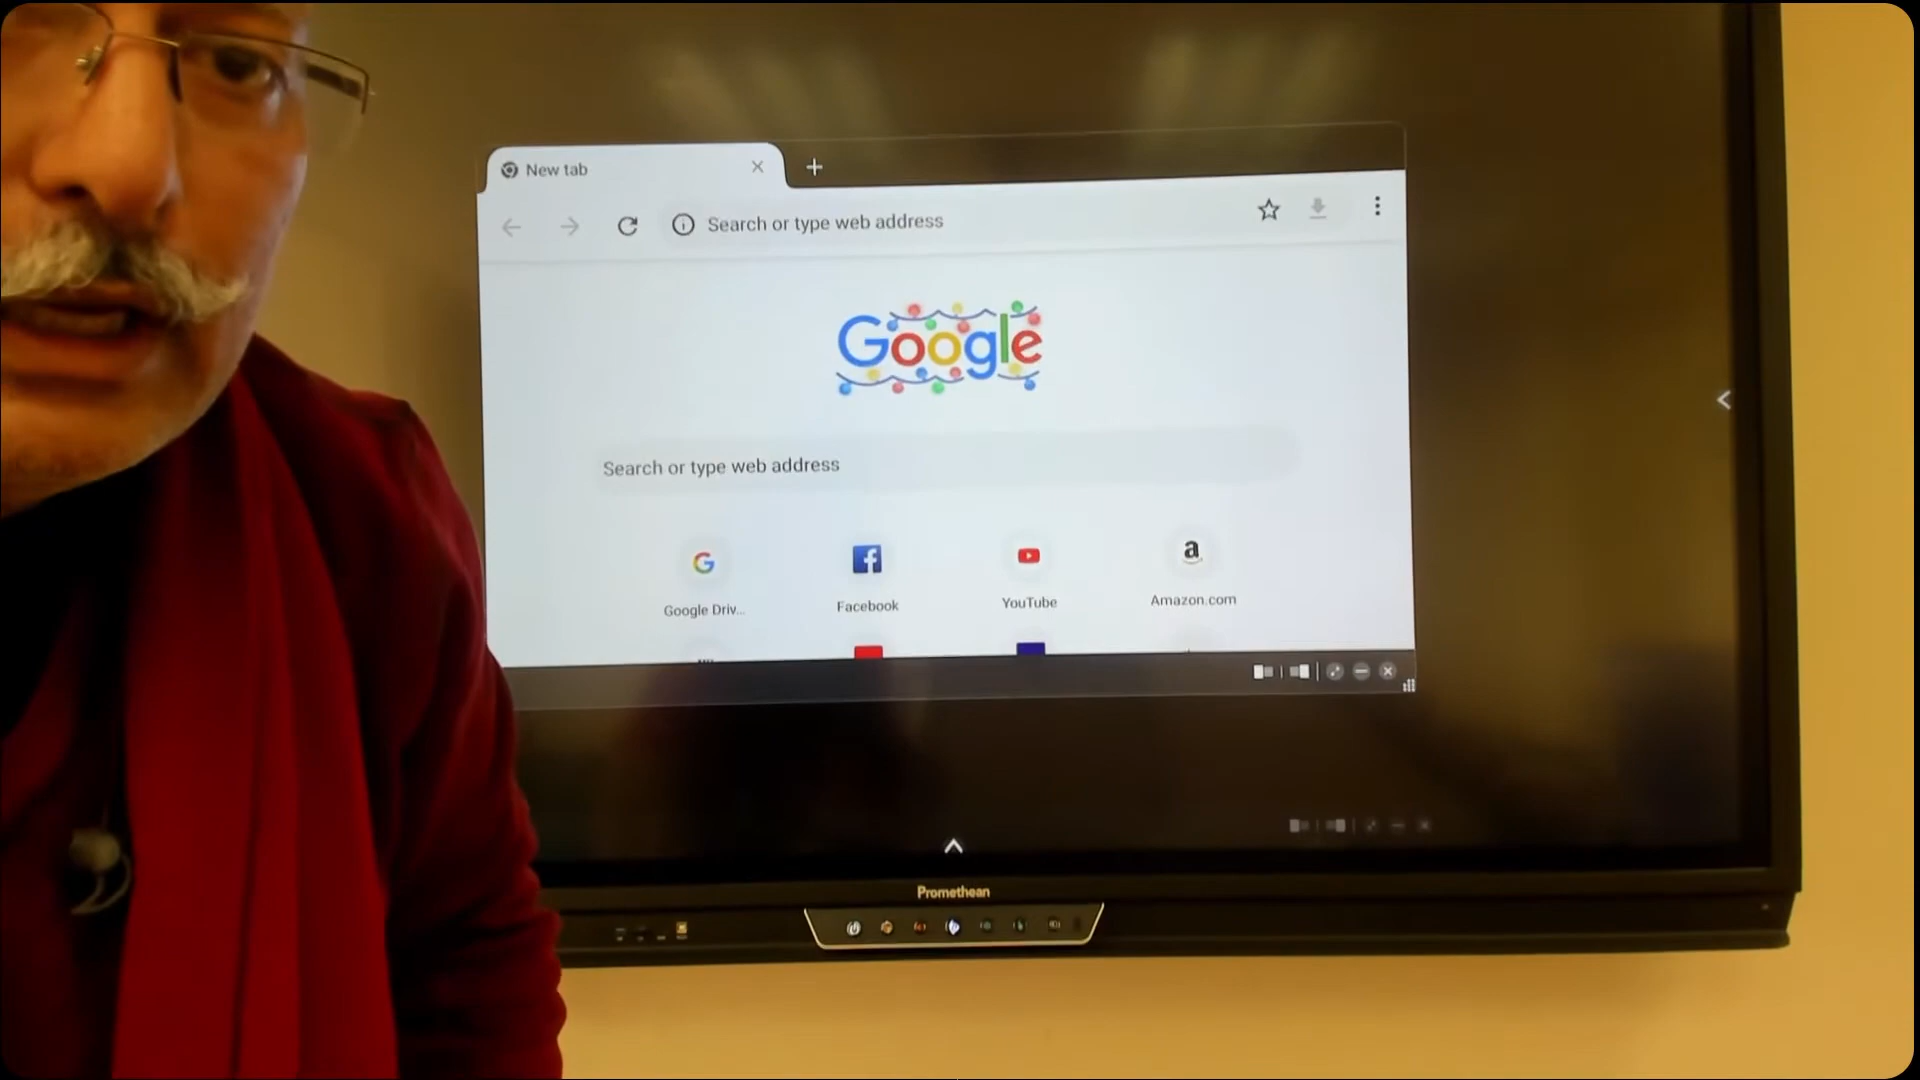 New tab
Search or type web address
Google
Search or type web address
Google Driv...
Facebook
YouTube
Amazon.com
Promethean